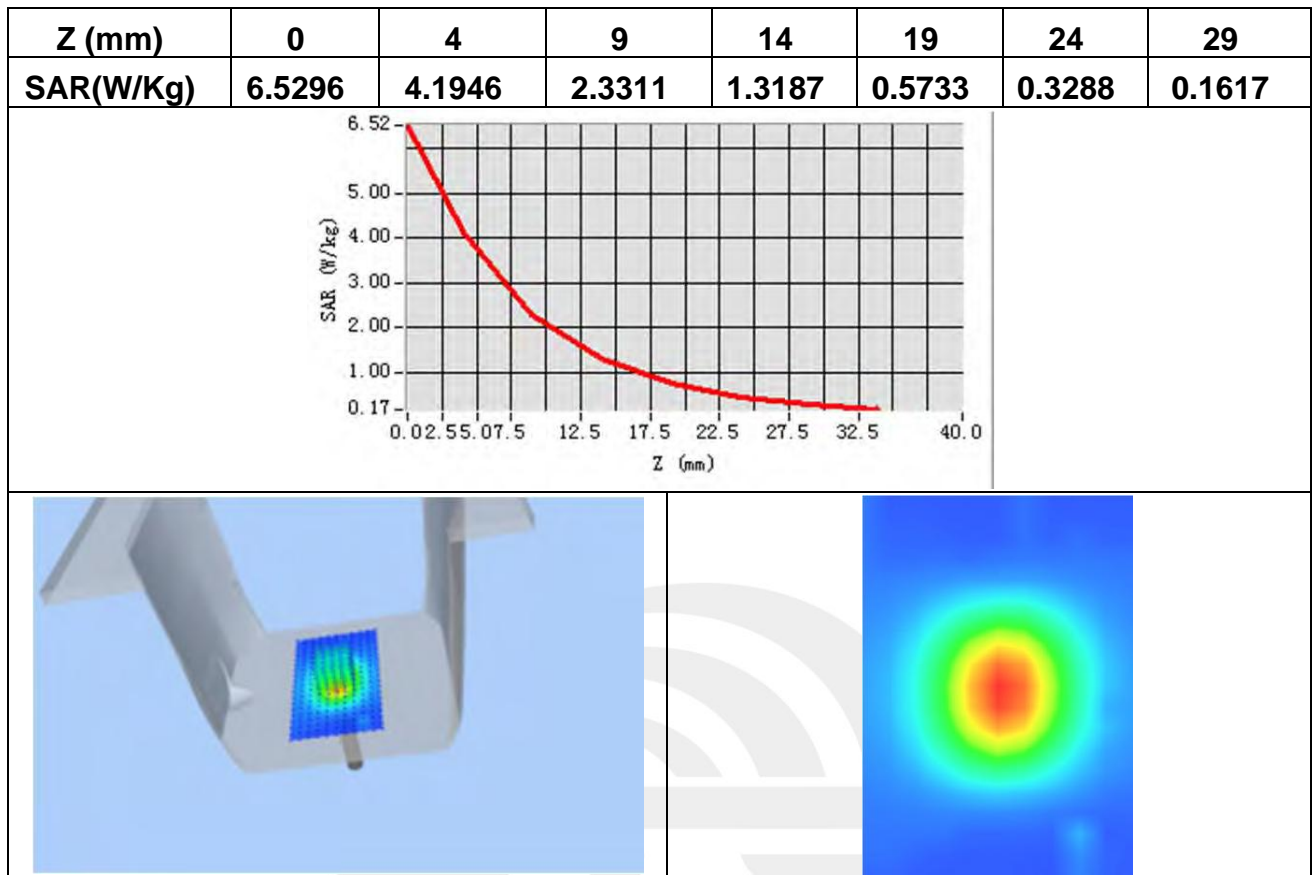 Z (mm) 0 4 9 14 19 24 29
SAR(W/Kg) 6.5296 4.1946 2.3311 1.3187 0.5733 0.3288 0.1617
6.52
5.00
4.00
3.00
2.00
1.00
0.17
SAR (W/kg)
0.0 2.5 5.0 7.5 12.5 17.5 22.5 27.5 32.5 40.0
Z (mm)